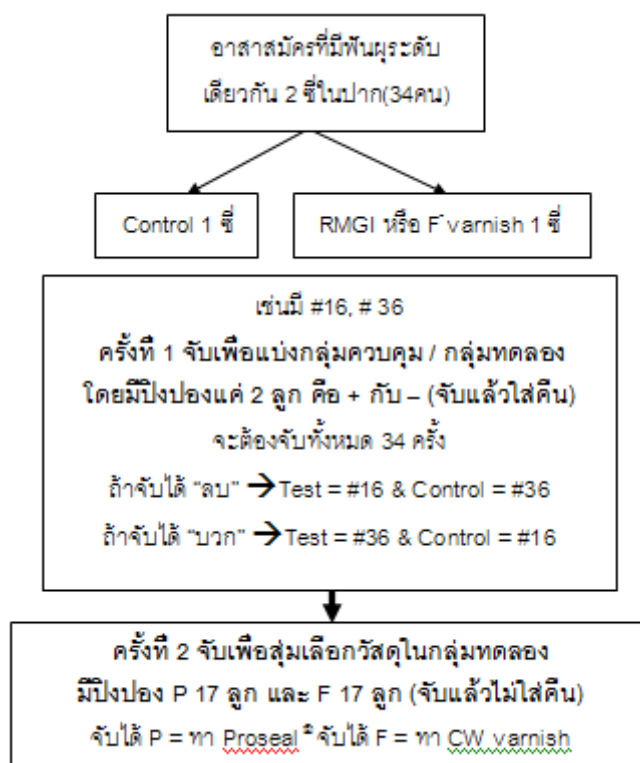 อาสาสมัครที่มีฟันผุระดับ
เดียวกัน 2 ซี่ในปาก(34คน)
Control 1 ซี่
RMGI หรือ F⁻varnish 1 ซี่
เช่นมี #16, # 36
ครั้งที่ 1 จับเพื่อแบ่งกลุ่มควบคุม / กลุ่มทดลอง
โดยมีปิงปองแค่ 2 ลูก คือ + กับ – (จับแล้วใส่คืน)
จะต้องจับทั้งหมด 34 ครั้ง
ถ้าจับได้ “ลบ” ➔Test = #16 & Control = #36
ถ้าจับได้ “บวก” ➔Test = #36 & Control = #16
ครั้งที่ 2 จับเพื่อสุ่มเลือกวัสดุในกลุ่มทดลอง
มีปิงปอง P 17 ลูก และ F 17 ลูก (จับแล้วไม่ใส่คืน)
จับได้ P = ทา Proseal® จับได้ F = ทา CW varnish